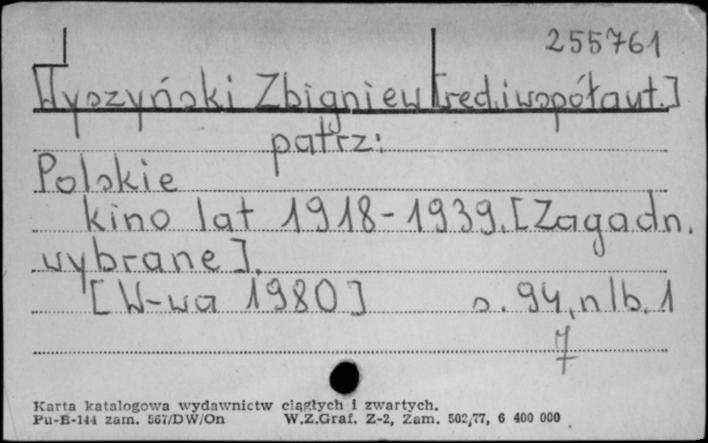 255761
Wyszyński Zbigniew [red.i współaut.]
patrz:
Polskie
kino lat 1918-1939. [Zagadn.
wybrane].
[W-wa 1980] s. 94, nlb. 1
7
Karta katalogowa wydawnictw ciągłych i zwartych.
Pu-E-144 zam. 567/DW/On W.Z.Graf. Z-2, Zam. 502/77, 6 400 000